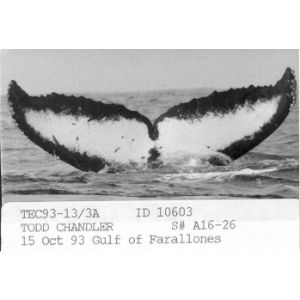 TEC93-13/3A ID 10603
TODD CHANDLER S# A16-26
15 Oct 93 Gulf of Farallones